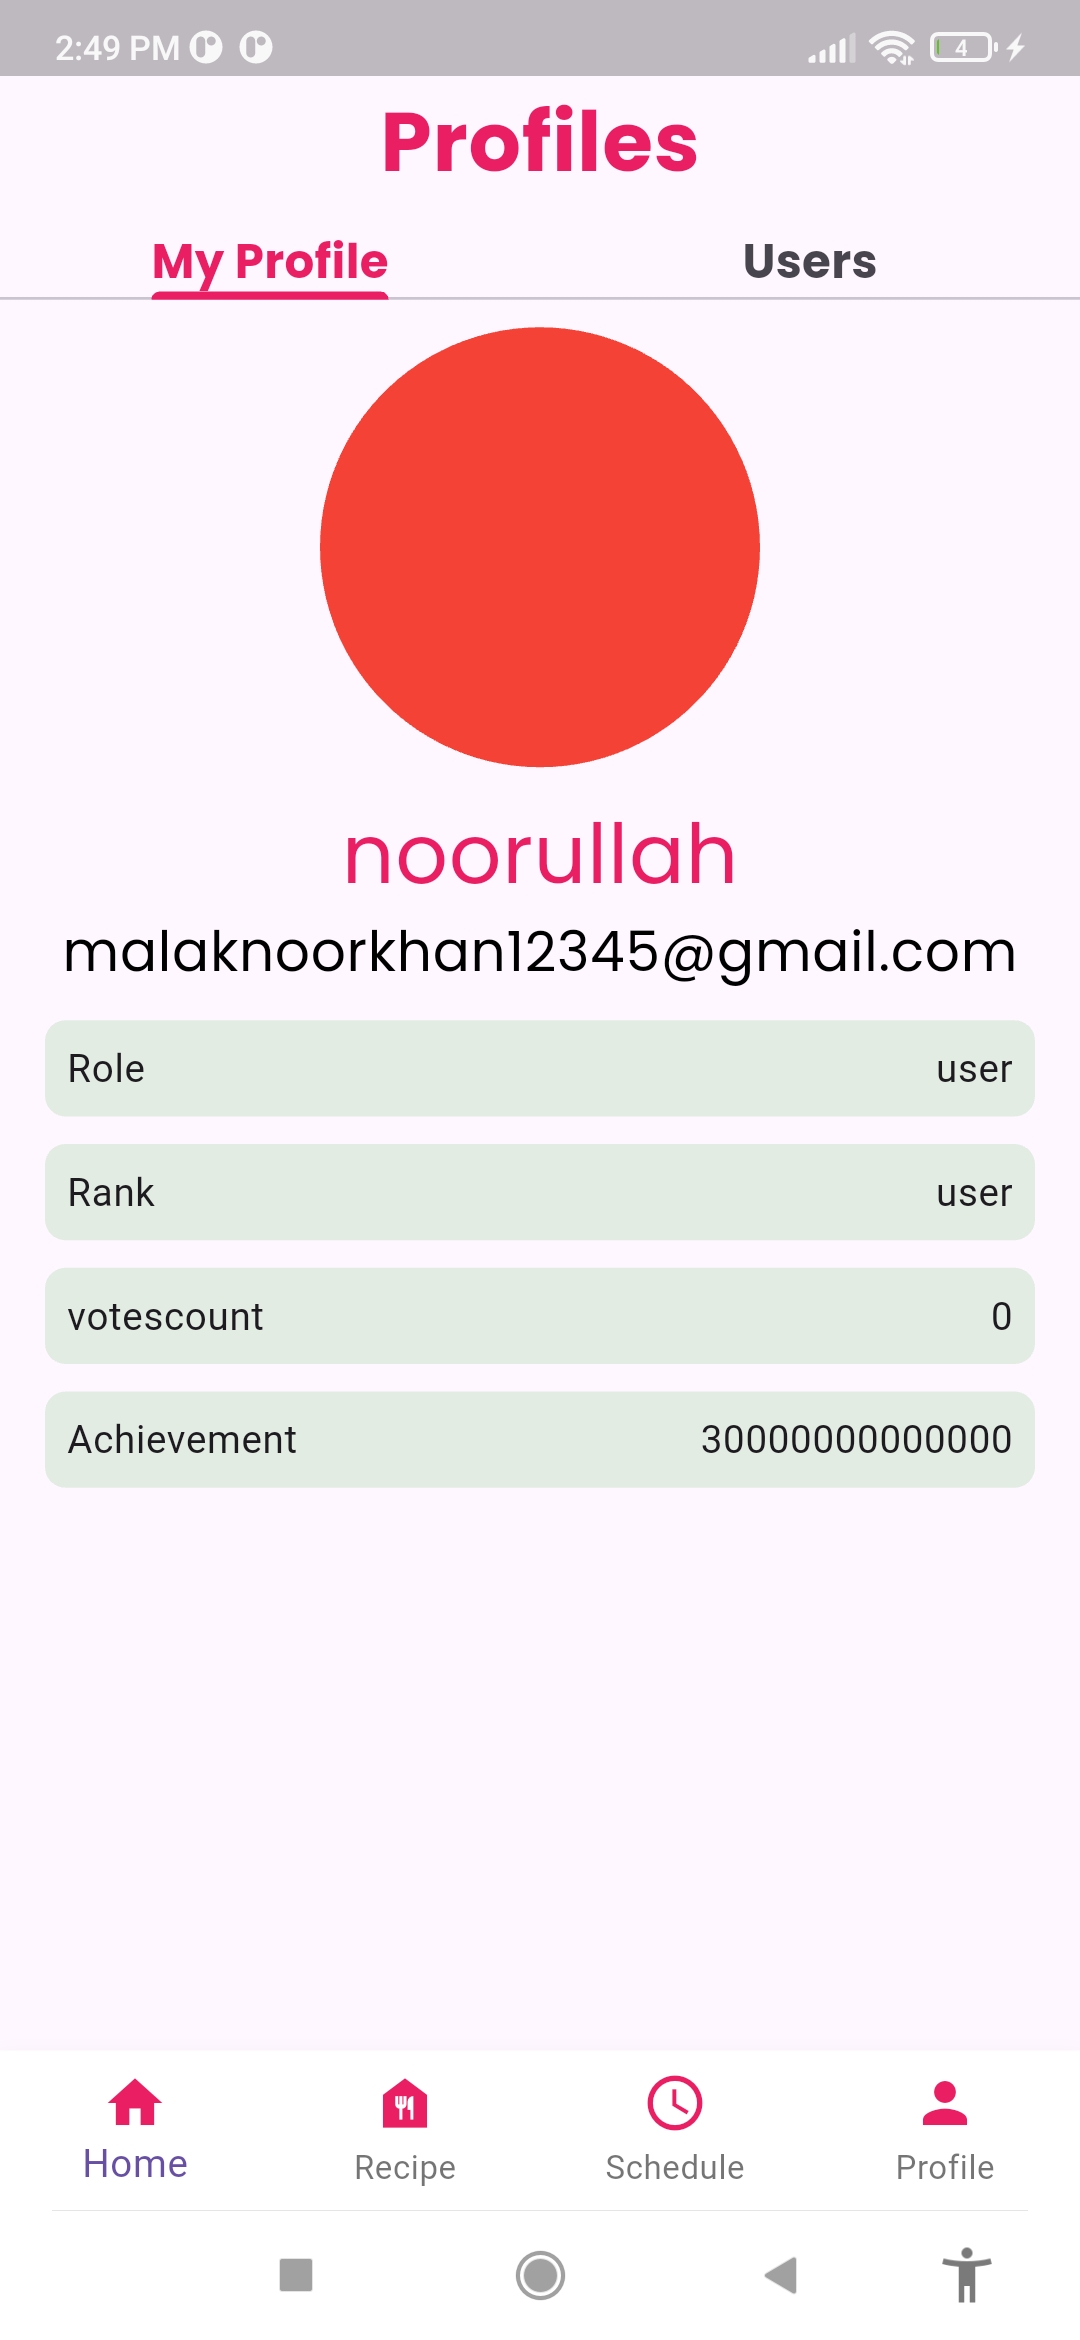 2:49 PM
4
Profiles
My Profile Users
noorullah
malaknoorkhan12345@gmail.com
Role user
Rank user
votescount 0
Achievement 30000000000000
Home Recipe Schedule Profile